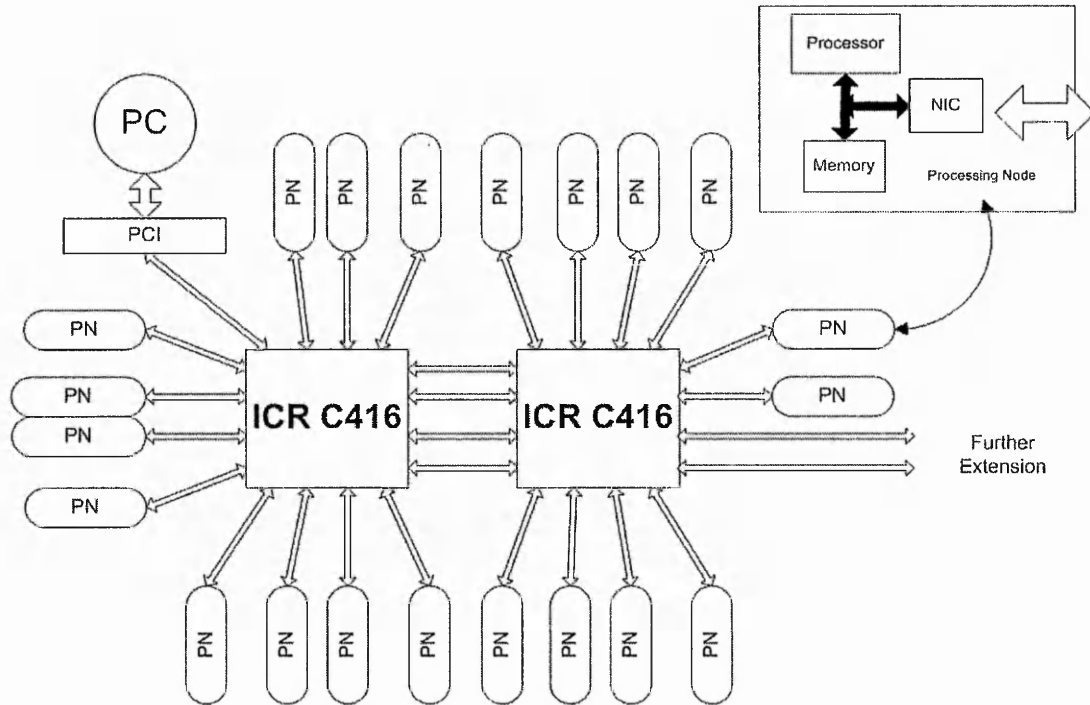 Processor
NIC
Memory
Processing Node
PC
PCI
PN
PN
PN
PN
PN
PN
PN
PN
PN
PN
PN
PN
PN
ICR C416
ICR C416
Further
Extension
PN
PN
PN
PN
PN
PN
PN
PN